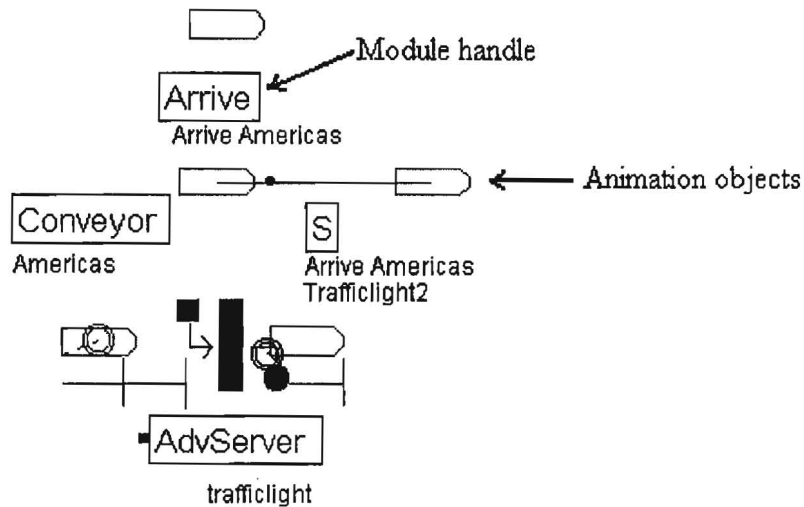 Module handle
Arrive
Arrive Americas
Animation objects
Conveyor
Americas
S
Arrive Americas
Trafficlight2
AdvServer
trafficlight